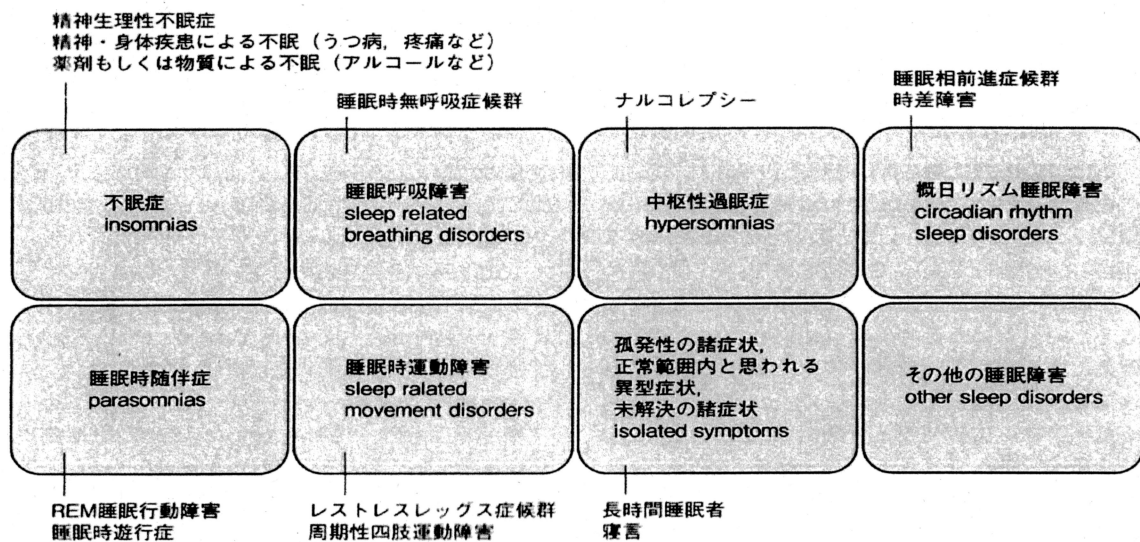 精神生理性不眠症
精神・身体疾患による不眠（うつ病，疼痛など）
薬剤もしくは物質による不眠（アルコールなど）
睡眠時無呼吸症候群
ナルコレプシー
睡眠相前進症候群
時差障害
不眠症
insomnias
睡眠呼吸障害
sleep related
breathing disorders
中枢性過眠症
hypersomnias
概日リズム睡眠障害
circadian rhythm
sleep disorders
睡眠時随伴症
parasomnias
睡眠時運動障害
sleep ralated
movement disorders
孤発性の諸症状，
正常範囲内と思われる
異型症状，
未解決の諸症状
isolated symptoms
その他の睡眠障害
other sleep disorders
REM睡眠行動障害
睡眠時遊行症
レストレスレッグス症候群
周期性四肢運動障害
長時間睡眠者
寝言